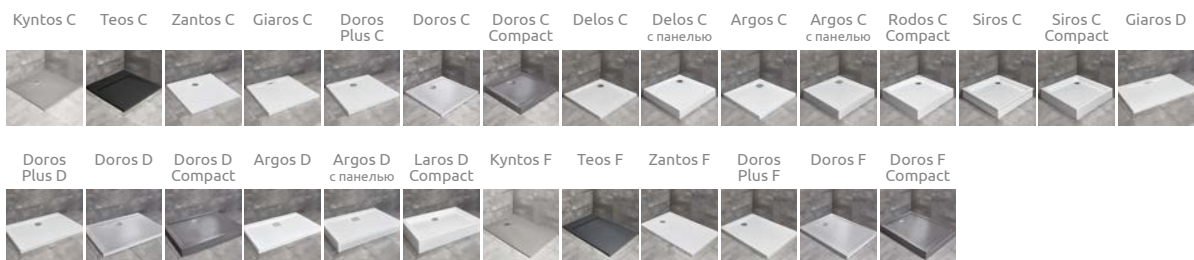 Kyntos C
Teos C
Zantos C
Giaros C
Doros
Plus C
Doros C
Doros C
Compact
Delos C
Delos C
с панелью
Argos C
Argos C
с панелью
Rodos C
Compact
Siros C
Siros C
Compact
Giaros D
Doros
Plus D
Doros D
Doros D
Compact
Argos D
Argos D
с панелью
Laros D
Compact
Kyntos F
Teos F
Zantos F
Doros
Plus F
Doros F
Doros F
Compact